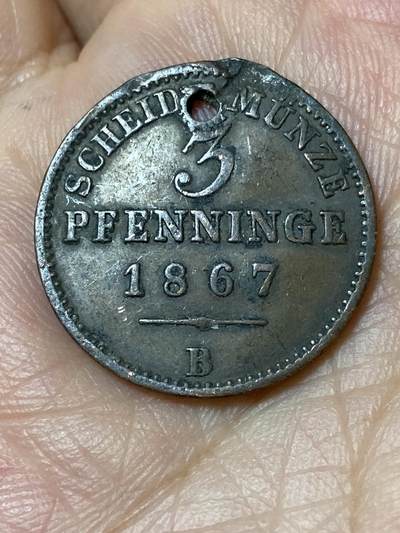 SCHEIDEMÜNZE
3
PFENNINGE
1867
B